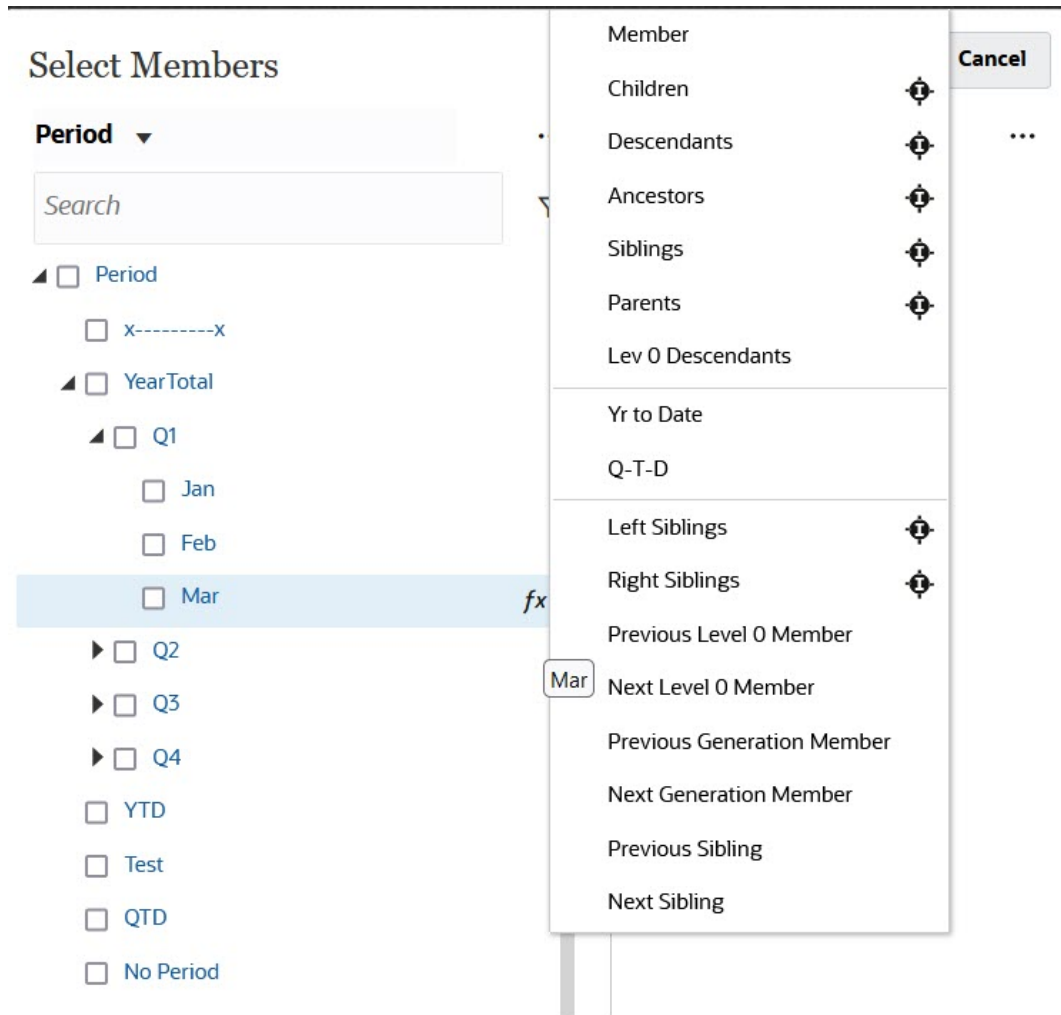 Select Members
Cancel
Period
Search
Period
x---------x
YearTotal
Q1
Jan
Feb
Mar
fx
Q2
Q3
Q4
YTD
Test
QTD
No Period
Member
Children
Descendants
Ancestors
Siblings
Parents
Lev 0 Descendants
Yr to Date
Q-T-D
Left Siblings
Right Siblings
Previous Level 0 Member
Mar
Next Level 0 Member
Previous Generation Member
Next Generation Member
Previous Sibling
Next Sibling